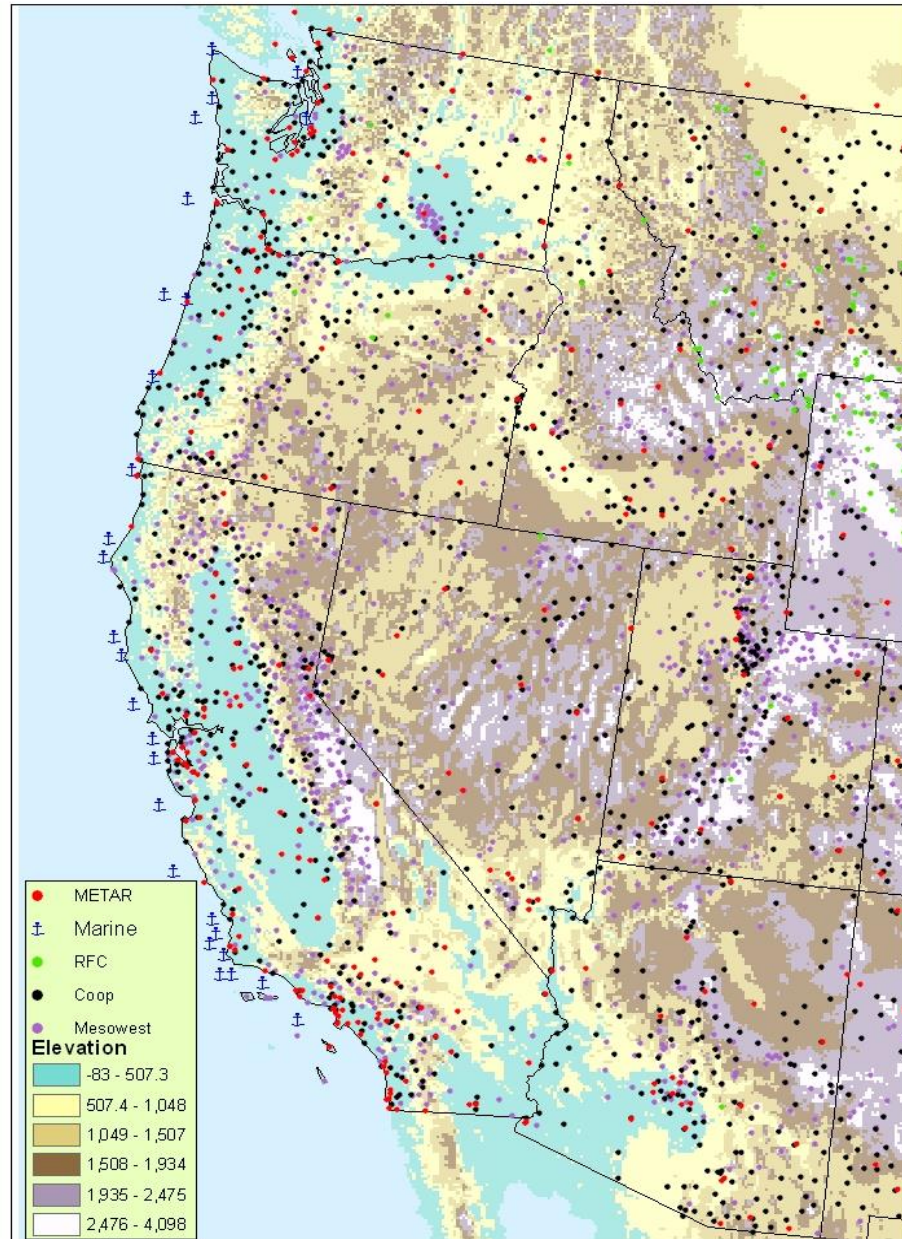 METAR
Marine
RFC
Coop
Mesowest
Elevation
-83 - 507.3
507.4 - 1,048
1,049 - 1,507
1,508 - 1,934
1,935 - 2,475
2,476 - 4,098